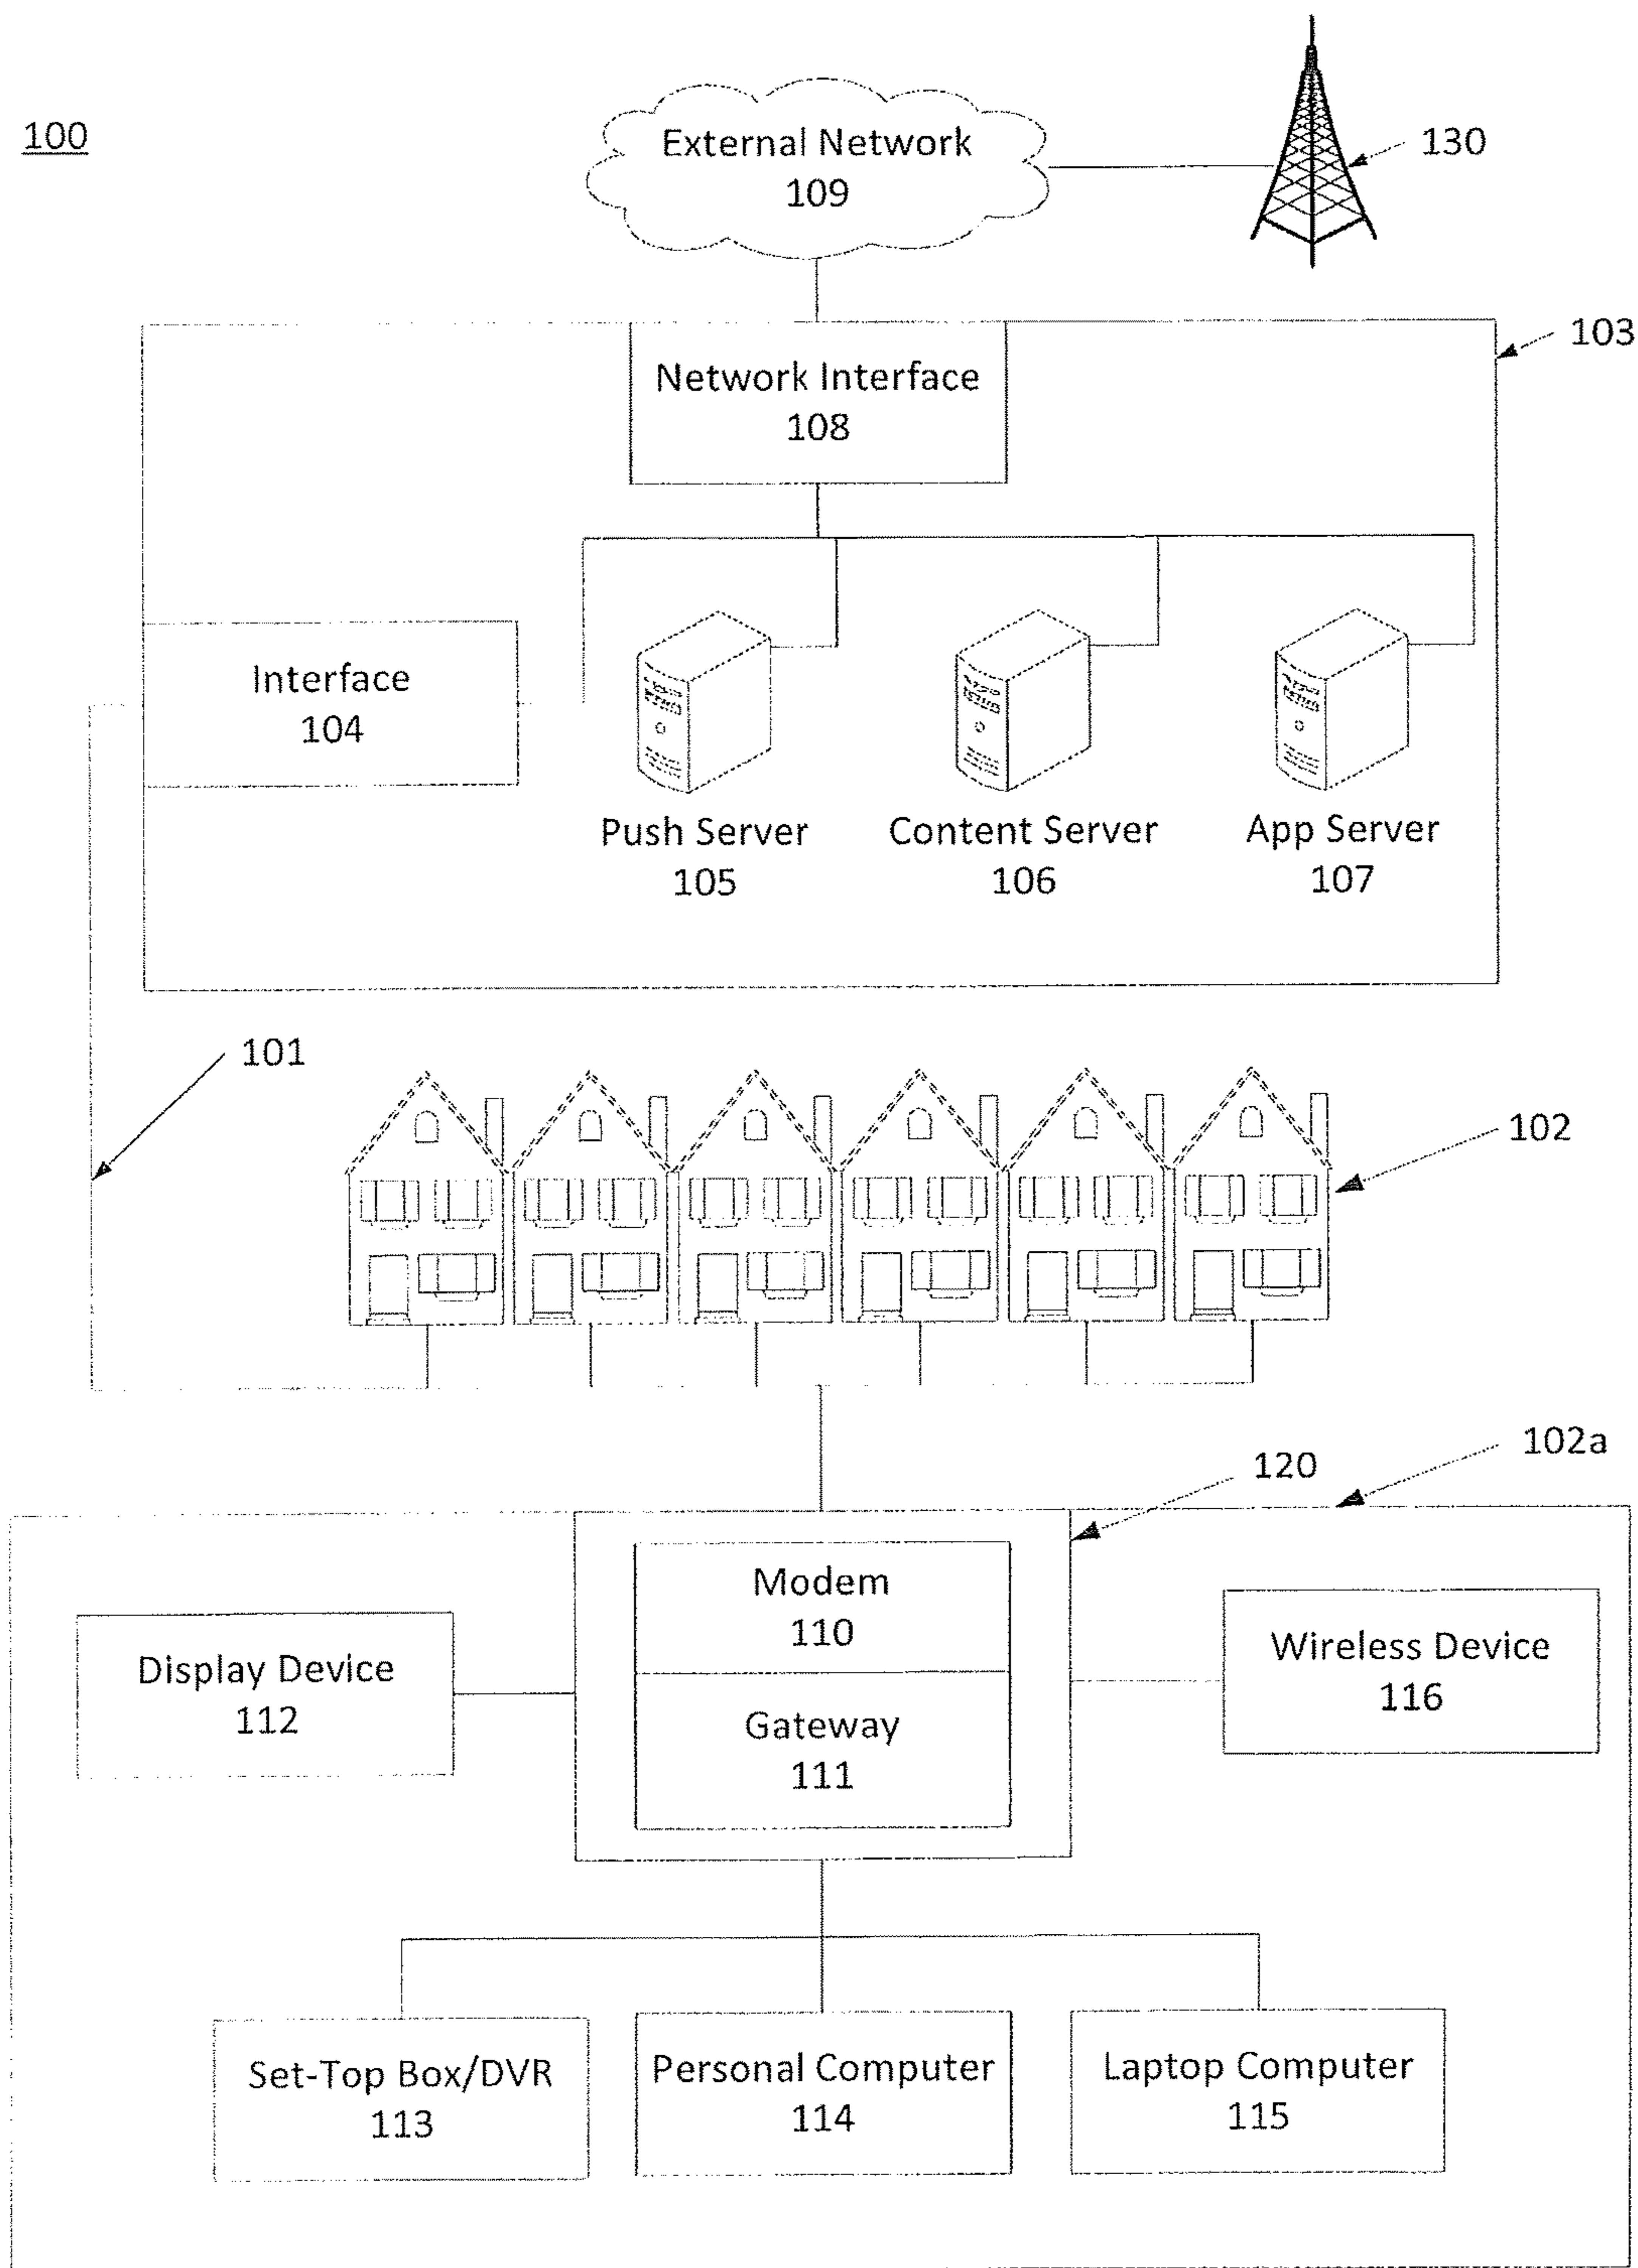 100
External Network
109
130
103
Network Interface
108
Interface
104
Push Server
105
Content Server
106
App Server
107
101
102
102a
120
Modem
110
Gateway
111
Display Device
112
Wireless Device
116
Set-Top Box/DVR
113
Personal Computer
114
Laptop Computer
115